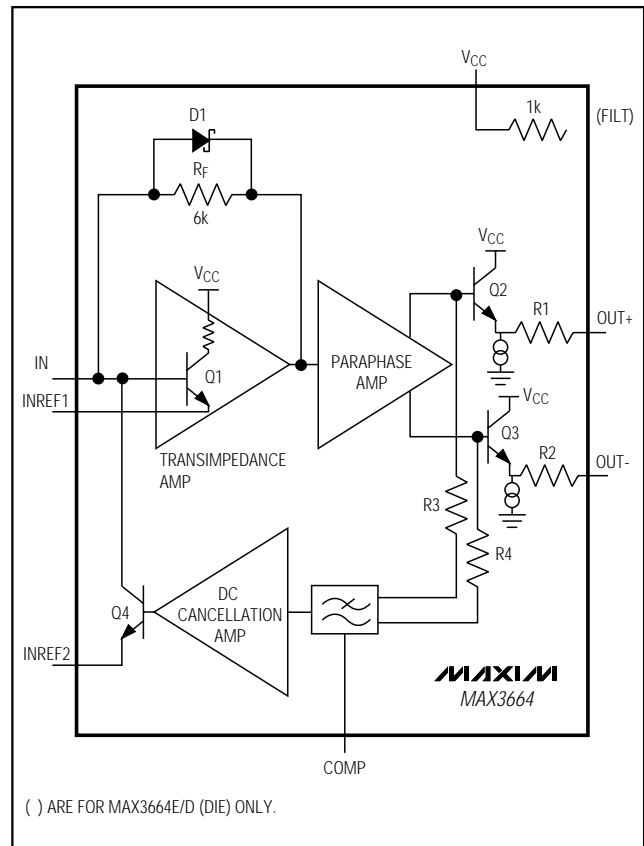 VCC
1k
(FILT)
D1
RF
6k
VCC
VCC
Q2
R1
OUT+
IN
Q1
PARAPHASE
AMP
INREF1
VCC
TRANSIMPEDANCE
AMP
Q3
R2
OUT-
R3
R4
DC
CANCELLATION
AMP
Q4
INREF2
MAXIM
MAX3664
COMP
( ) ARE FOR MAX3664E/D (DIE) ONLY.